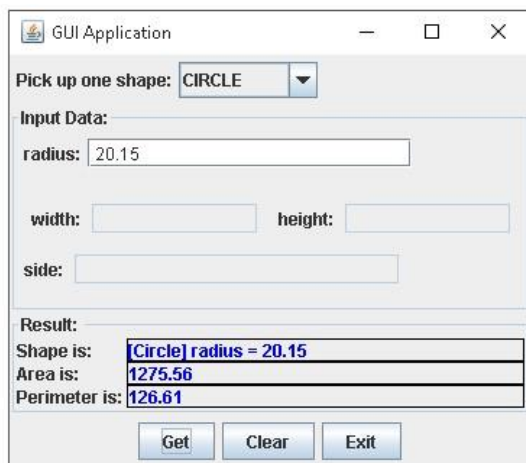 GUI Application
Pick up one shape: CIRCLE
Input Data:
radius: 20.15
width: height:
side:
Result:
Shape is: [Circle] radius = 20.15
Area is: 1275.56
Perimeter is: 126.61
Get Clear Exit